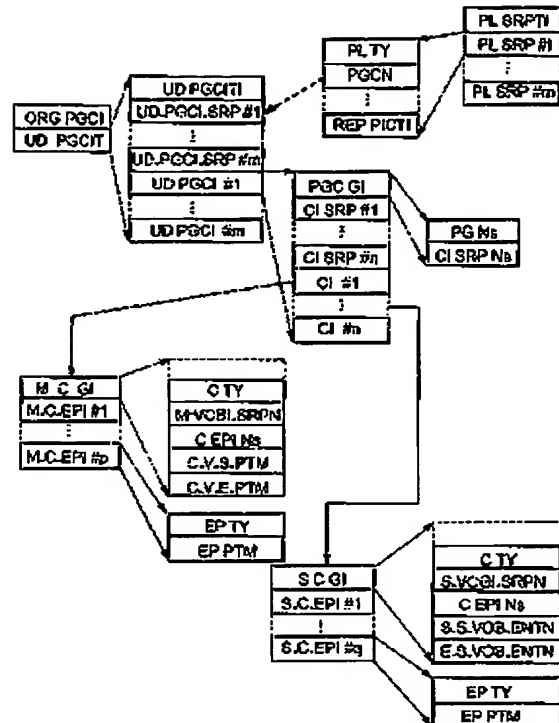 PL SRPTI
PL SRP #1
⋮
PL SRP #m
PL TY
PGCN
⋮
REP PICTI
UD PGCITI
UD.PGCI.SRP #1
⋮
UD.PGCI.SRP #m
UD PGCI #1
⋮
UD PGCI #m
ORG PGCI
UD PGCIT
PGC GI
CI SRP #1
⋮
CI SRP #n
CI #1
⋮
CI #n
PG Ns
CI SRP Ns
M C GI
M.C.EPI #1
⋮
M.C.EPI #p
C TY
M.VOBI.SRPN
C EPI Ns
C.V.S.PTM
C.V.E.PTM
EP TY
EP PTM
S C GI
S.C.EPI #1
⋮
S.C.EPI #q
C TY
S.VOGI.SRPN
C EPI Ns
S.S.VOB.ENTN
E.S.VOB.ENTN
EP TY
EP PTM